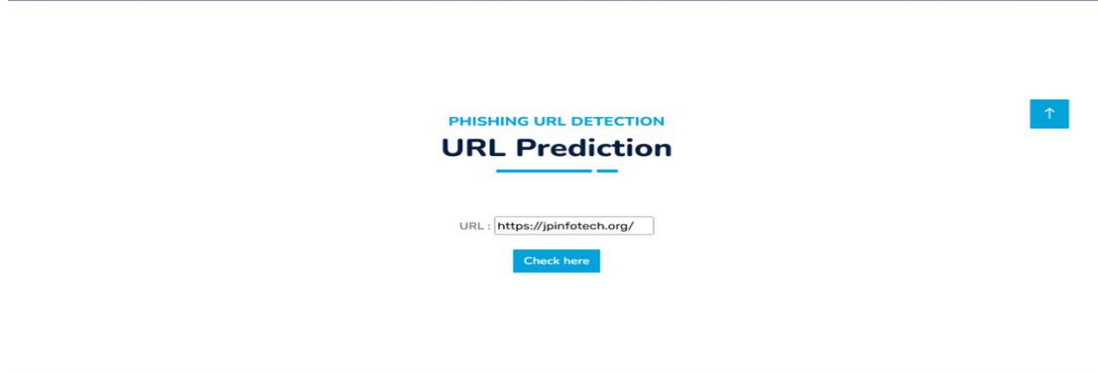 PHISHING URL DETECTION
URL Prediction
URL : https://jpinfotech.org/
Check here